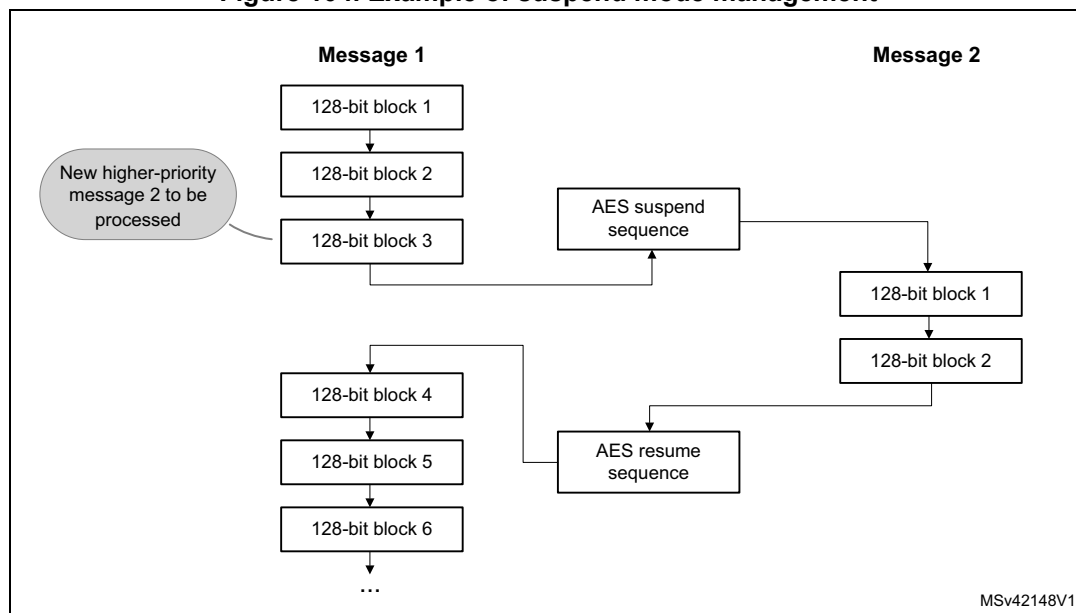 Message 1
Message 2
128-bit block 1
128-bit block 2
New higher-priority
message 2 to be
processed
128-bit block 3
AES suspend
sequence
128-bit block 1
128-bit block 2
AES resume
sequence
128-bit block 4
128-bit block 5
128-bit block 6
...
MSv42148V1